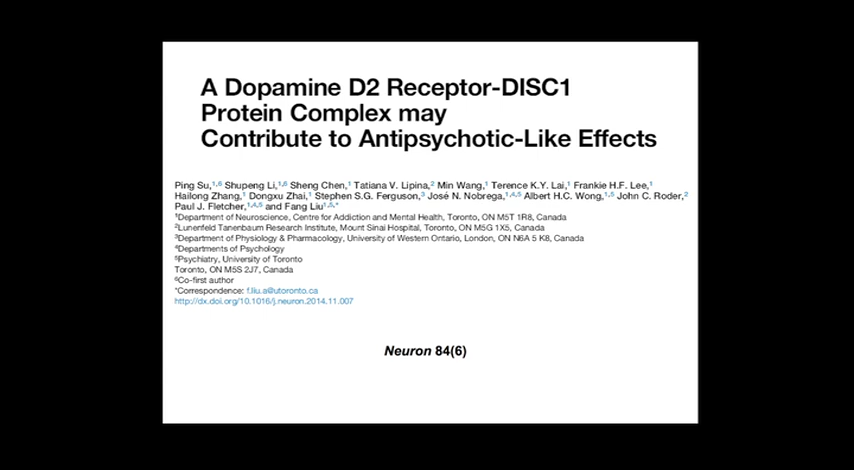 A Dopamine D2 Receptor-DISC1
Protein Complex may
Contribute to Antipsychotic-Like Effects
Ping Su,1,6 Shupeng Li,1,6 Sheng Chen,1 Tatiana V. Lipina,2 Min Wang,1 Terence K.Y. Lai,1 Frankie H.F. Lee,1
Hailong Zhang,1 Dongxu Zhai,1 Stephen S.G. Ferguson,3 José N. Nobrega,1,4,5 Albert H.C. Wong,1,5 John C. Roder,2
Paul J. Fletcher,1,4,5 and Fang Liu1,5,*
1Department of Neuroscience, Centre for Addiction and Mental Health, Toronto, ON M5T 1R8, Canada
2Lunenfeld Tanenbaum Research Institute, Mount Sinai Hospital, Toronto, ON M5G 1X5, Canada
3Department of Physiology & Pharmacology, University of Western Ontario, London, ON N6A 5 K8, Canada
4Departments of Psychology
5Psychiatry, University of Toronto
Toronto, ON M5S 2J7, Canada
6Co-first author
*Correspondence: f.liu.a@utoronto.ca
http://dx.doi.org/10.1016/j.neuron.2014.11.007
Neuron 84(6)